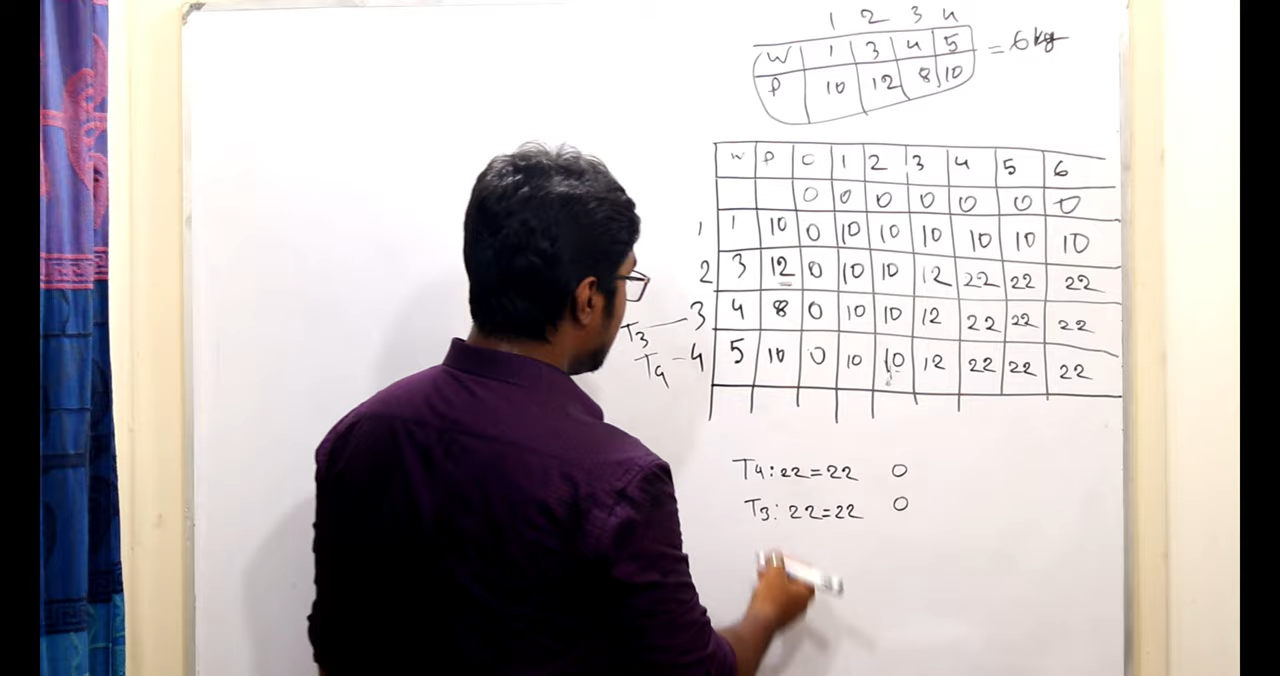 1 2 3 4
W 1 3 4 5 = 6kg
P 10 12 8 10
W P 0 1 2 3 4 5 6
0 0 0 0 0 0 0
1 1 10 0 10 10 10 10 10 10
2 3 12 0 10 10 12 22 22 22
T3 — 3 4 8 0 10 10 12 22 22 22
T4 — 4 5 10 0 10 10 12 22 22 22
T4: 22=22 0
T3: 22=22 0